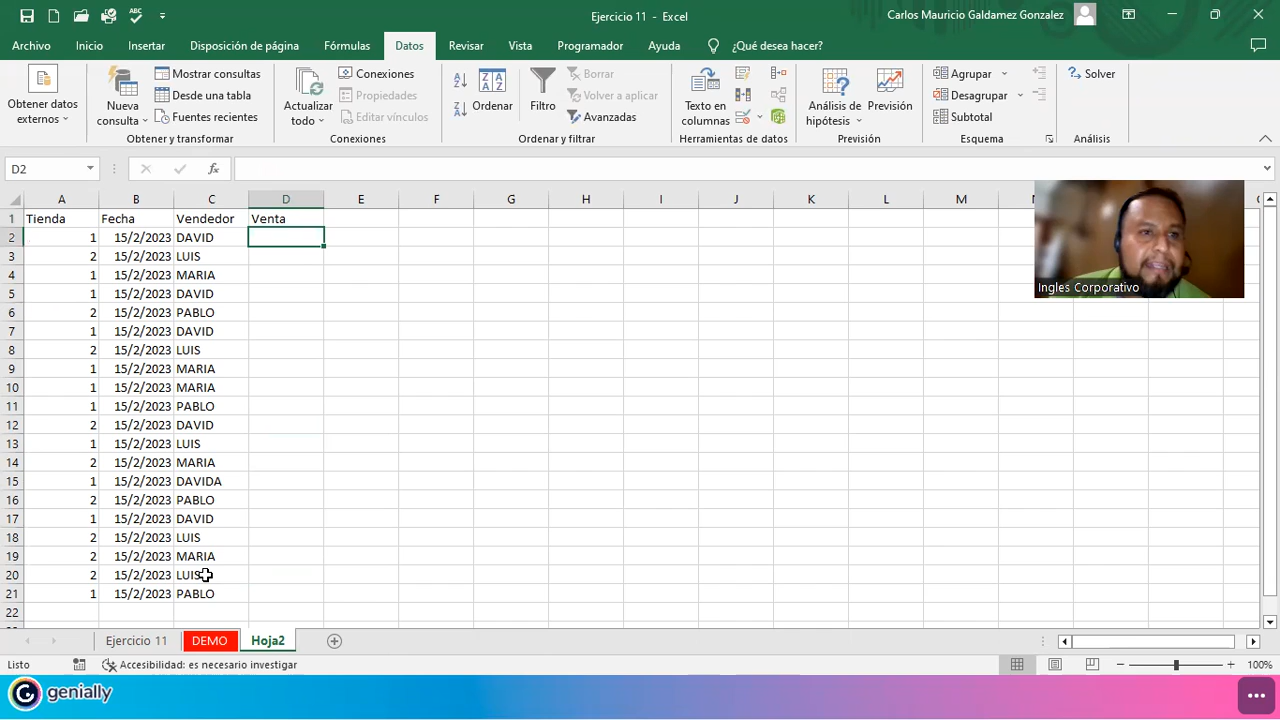 Ejercicio 11 - Excel
Carlos Mauricio Galdamez Gonzalez
Archivo Inicio Insertar Disposición de página Fórmulas Datos Revisar Vista Programador Ayuda ¿Qué desea hacer?
Obtener datos externos
Nueva consulta
Mostrar consultas
Desde una tabla
Fuentes recientes
Obtener y transformar
Actualizar todo
Conexiones
Propiedades
Editar vínculos
Conexiones
Ordenar
Filtro
Borrar
Volver a aplicar
Avanzadas
Ordenar y filtrar
Texto en columnas
Herramientas de datos
Análisis de hipótesis
Previsión
Previsión
Agrupar
Desagrupar
Subtotal
Esquema
Solver
Análisis
D2 fx
A B C D E F G H I J K L M
1 Tienda Fecha Vendedor Venta
2 1 15/2/2023 DAVID
3 2 15/2/2023 LUIS
4 1 15/2/2023 MARIA
5 1 15/2/2023 DAVID
6 2 15/2/2023 PABLO
7 1 15/2/2023 DAVID
8 2 15/2/2023 LUIS
9 1 15/2/2023 MARIA
10 1 15/2/2023 MARIA
11 1 15/2/2023 PABLO
12 2 15/2/2023 DAVID
13 1 15/2/2023 LUIS
14 2 15/2/2023 MARIA
15 1 15/2/2023 DAVIDA
16 2 15/2/2023 PABLO
17 1 15/2/2023 DAVID
18 2 15/2/2023 LUIS
19 2 15/2/2023 MARIA
20 2 15/2/2023 LUIS
21 1 15/2/2023 PABLO
22
Ingles Corporativo
Ejercicio 11 DEMO Hoja2
Listo Accesibilidad: es necesario investigar 100%
genially